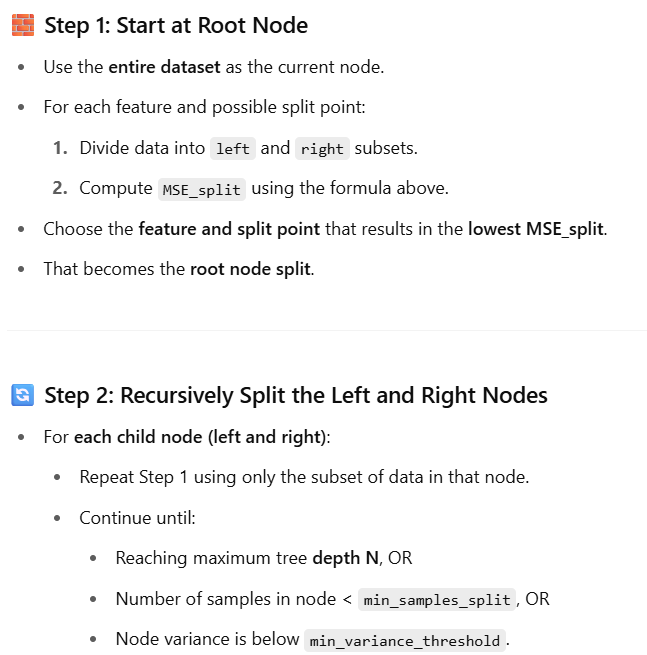 🧱 Step 1: Start at Root Node
• Use the entire dataset as the current node.
• For each feature and possible split point:
1. Divide data into left and right subsets.
2. Compute MSE_split using the formula above.
• Choose the feature and split point that results in the lowest MSE_split.
• That becomes the root node split.
🔄 Step 2: Recursively Split the Left and Right Nodes
• For each child node (left and right):
• Repeat Step 1 using only the subset of data in that node.
• Continue until:
• Reaching maximum tree depth N, OR
• Number of samples in node < min_samples_split, OR
• Node variance is below min_variance_threshold.